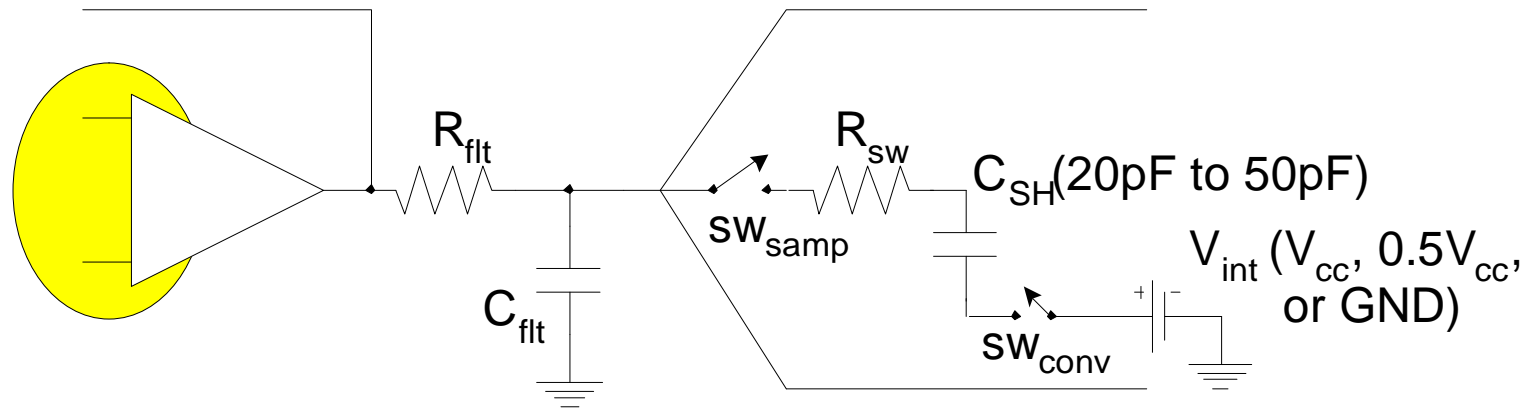 R_flt
R_sw
C_SH(20pF to 50pF)
sw_samp
V_int (V_cc, 0.5V_cc,
or GND)
C_flt
sw_conv
+ -